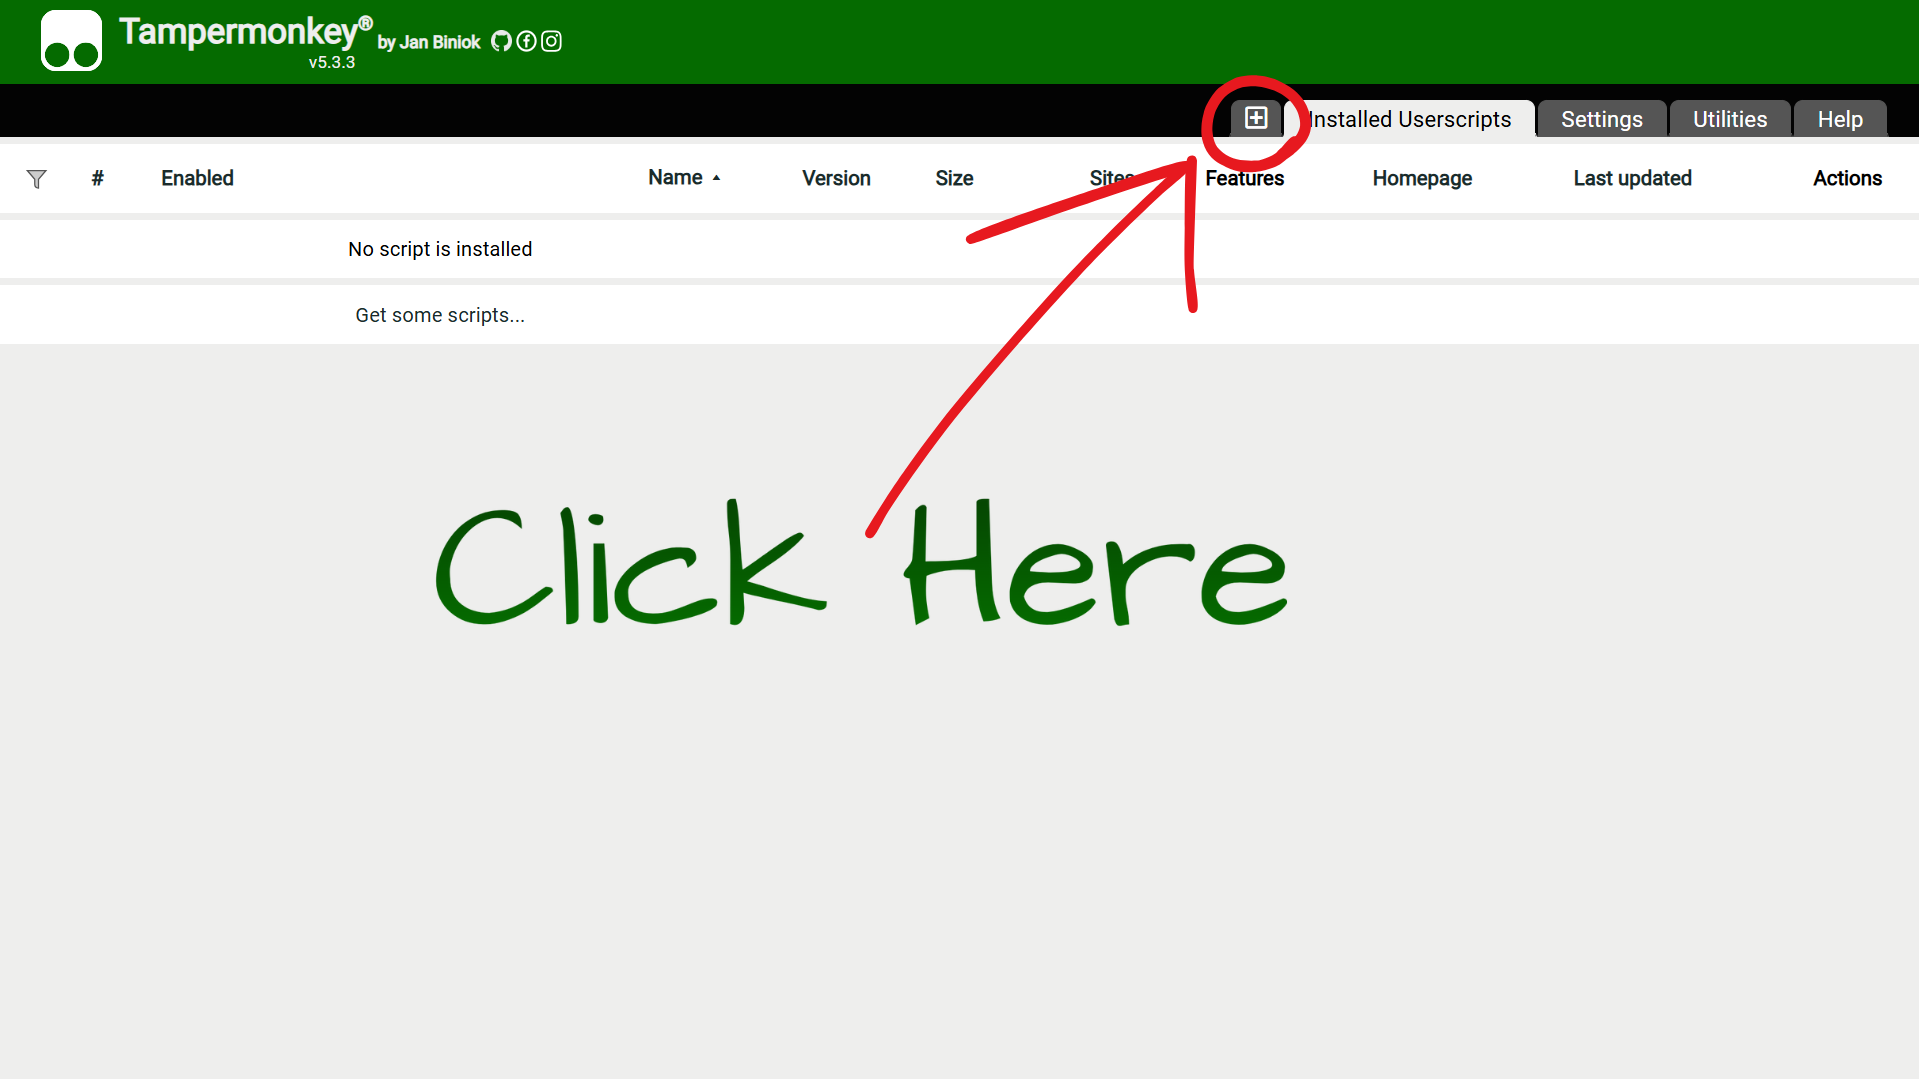 Tampermonkey® by Jan Biniok
v5.3.3
Installed Userscripts Settings Utilities Help
# Enabled Name Version Size Sites Features Homepage Last updated Actions
No script is installed
Get some scripts...
Click Here